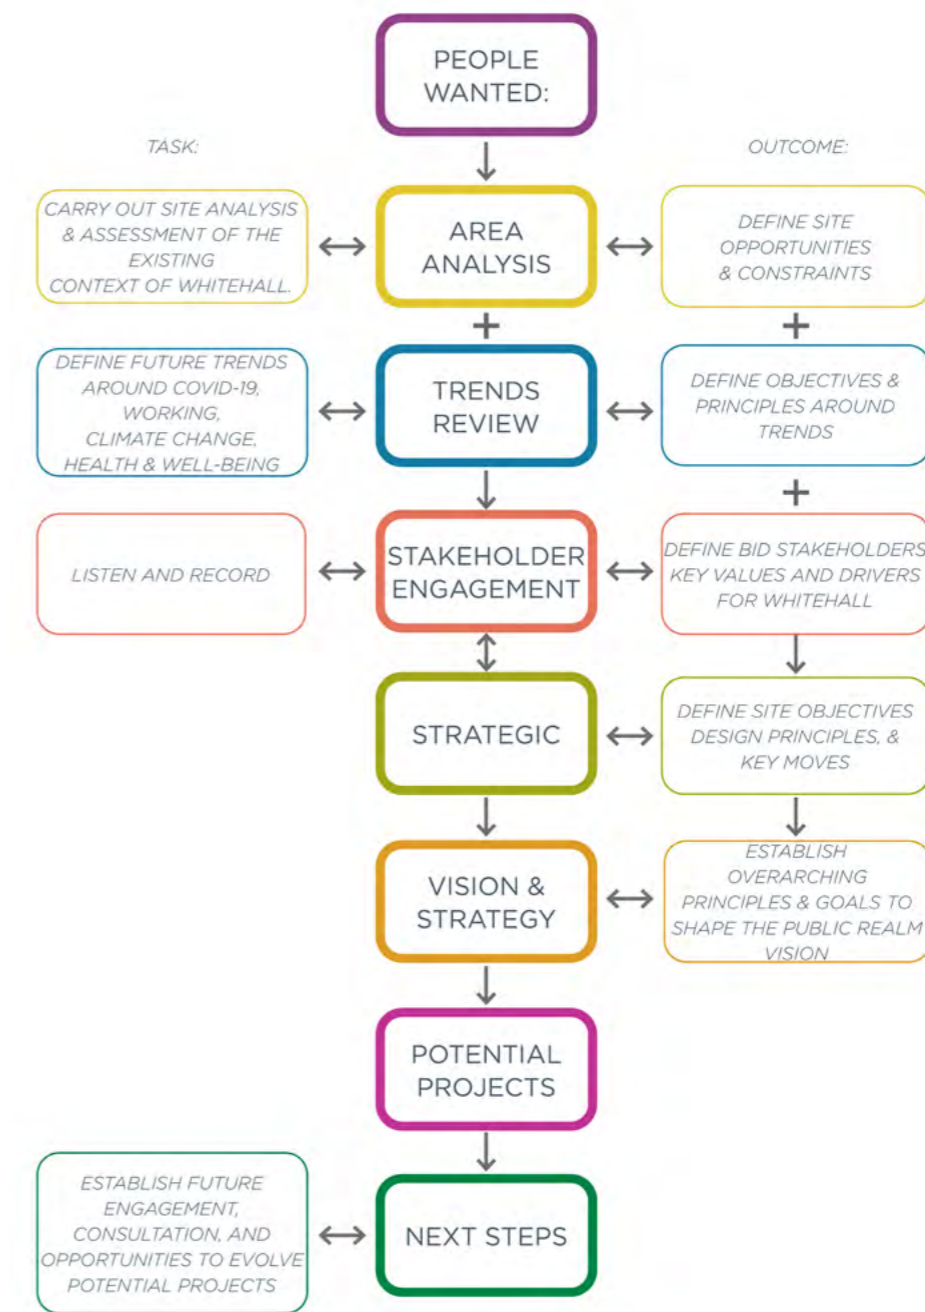 PEOPLE
WANTED:
TASK:
OUTCOME:
CARRY OUT SITE ANALYSIS
& ASSESSMENT OF THE
EXISTING
CONTEXT OF WHITEHALL.
AREA
ANALYSIS
DEFINE SITE
OPPORTUNITIES
& CONSTRAINTS
+
+
DEFINE FUTURE TRENDS
AROUND COVID-19,
WORKING,
CLIMATE CHANGE,
HEALTH & WELL-BEING
TRENDS
REVIEW
DEFINE OBJECTIVES &
PRINCIPLES AROUND
TRENDS
+
LISTEN AND RECORD
STAKEHOLDER
ENGAGEMENT
DEFINE BID STAKEHOLDERS
KEY VALUES AND DRIVERS
FOR WHITEHALL
STRATEGIC
DEFINE SITE OBJECTIVES
DESIGN PRINCIPLES, &
KEY MOVES
VISION &
STRATEGY
ESTABLISH
OVERARCHING
PRINCIPLES & GOALS TO
SHAPE THE PUBLIC REALM
VISION
POTENTIAL
PROJECTS
ESTABLISH FUTURE
ENGAGEMENT,
CONSULTATION, AND
OPPORTUNITIES TO EVOLVE
POTENTIAL PROJECTS
NEXT STEPS